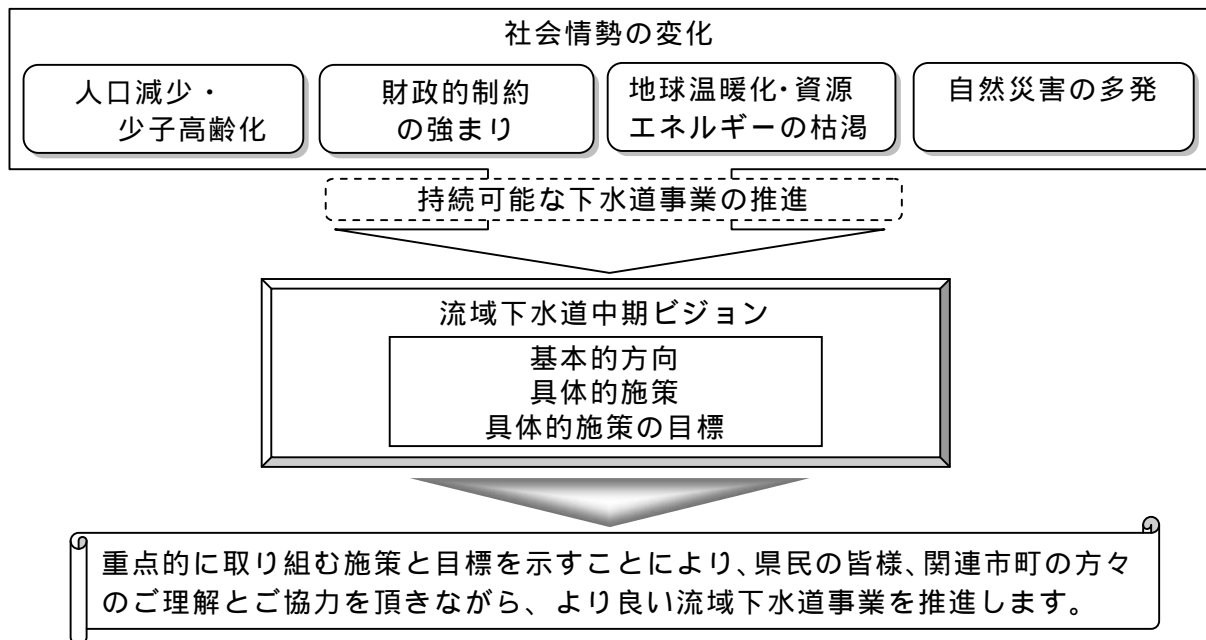 社会情勢の変化
人口減少・
少子高齢化
財政的制約
の強まり
地球温暖化・資源
エネルギーの枯渇
自然災害の多発
持続可能な下水道事業の推進
流域下水道中期ビジョン
基本的方向
具体的施策
具体的施策の目標
重点的に取り組む施策と目標を示すことにより、県民の皆様、関連市町の方々
のご理解とご協力を頂きながら、より良い流域下水道事業を推進します。